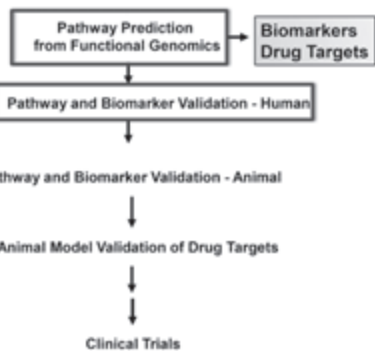 Pathway Prediction
from Functional Genomics
Biomarkers
Drug Targets
Pathway and Biomarker Validation - Human
thway and Biomarker Validation - Animal
Animal Model Validation of Drug Targets
Clinical Trials